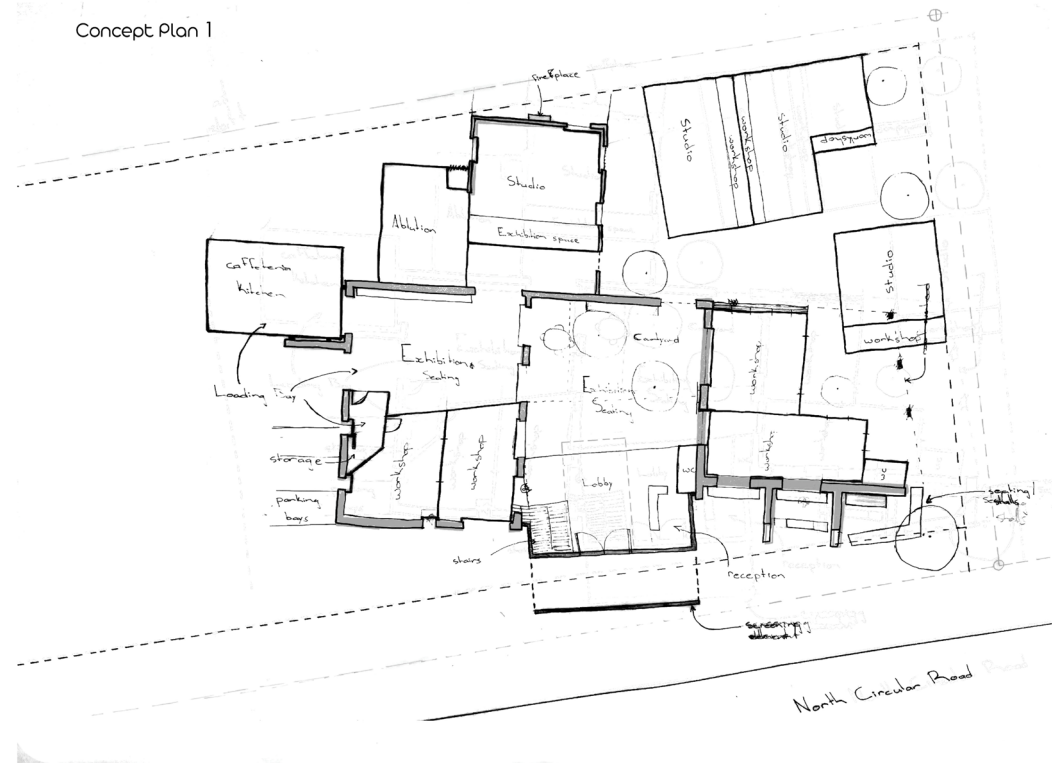 Concept Plan 1
fireplace
Studio
workshop
workshop
Studio
workshop
Studio
Exhibition space
Ablution
caffeteria
Kitchen
Studio
workshop
Courtyard
Exhibition &
Seating
Exhibition
Seating
workshop
Loading Bay
workshop
workshop
workshop
storage
WC
WC
Lobby
parking
bays
seating/
stairs
reception
North Circular Road